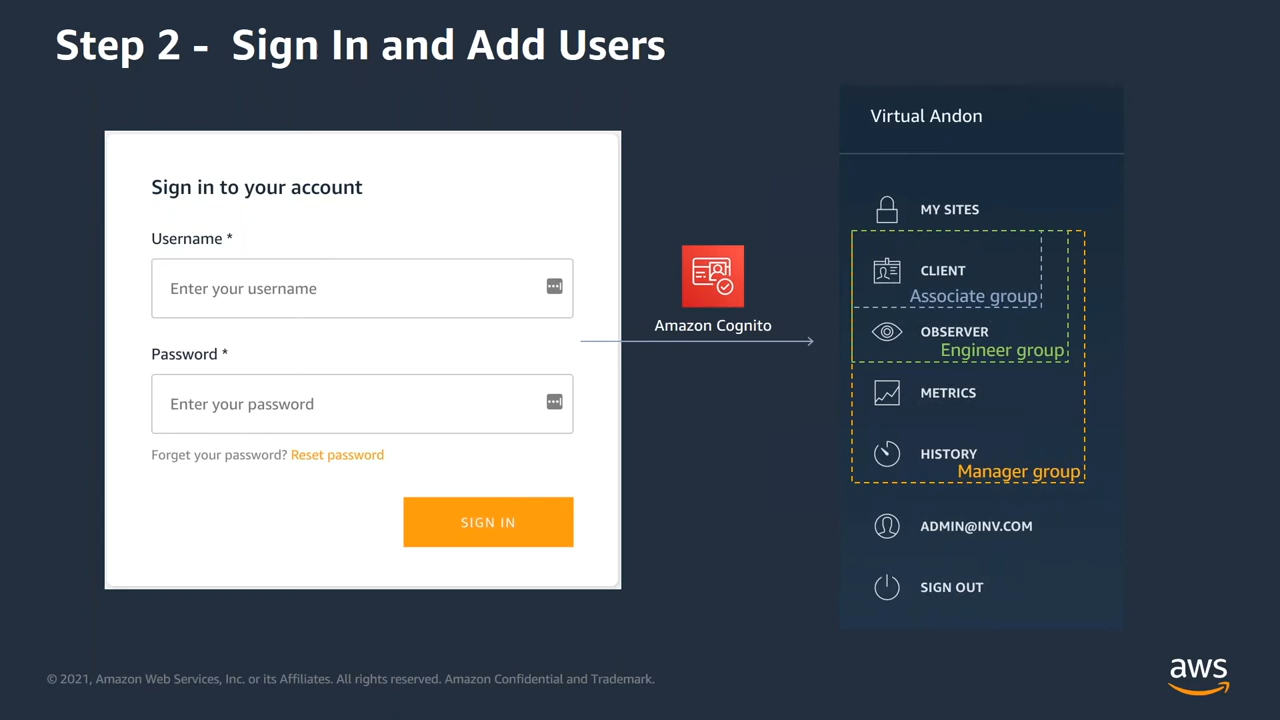 Step 2 - Sign In and Add Users
Sign in to your account
Username *
Enter your username
Password *
Enter your password
Forget your password? Reset password
SIGN IN
Amazon Cognito
Virtual Andon
MY SITES
CLIENT
Associate group
OBSERVER
Engineer group
METRICS
HISTORY
Manager group
ADMIN@INV.COM
SIGN OUT
© 2021, Amazon Web Services, Inc. or its Affiliates. All rights reserved. Amazon Confidential and Trademark.
aws